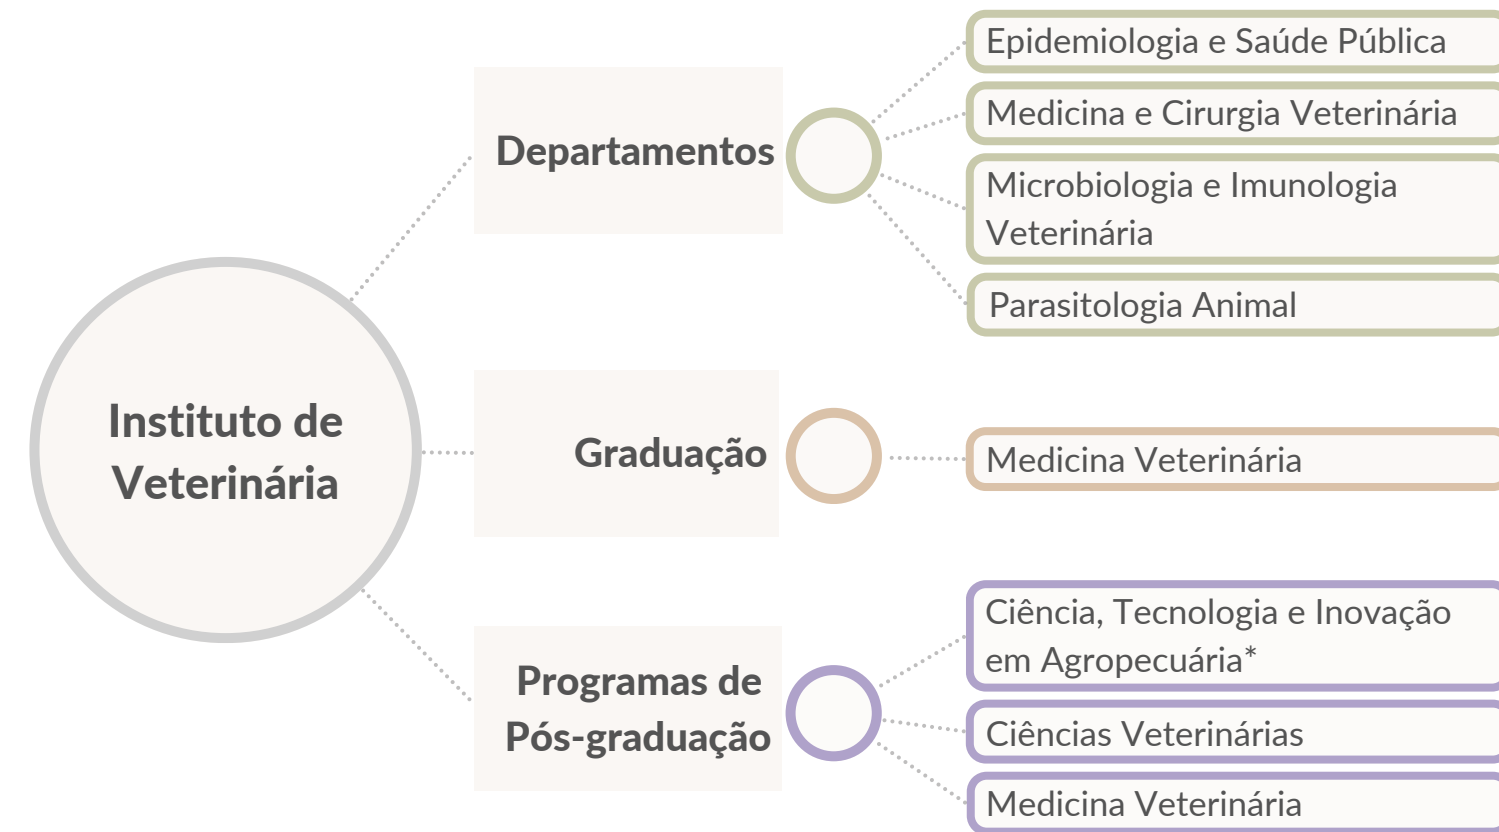 Instituto de
Veterinária
Departamentos
Epidemiologia e Saúde Pública
Medicina e Cirurgia Veterinária
Microbiologia e Imunologia
Veterinária
Parasitologia Animal
Graduação
Medicina Veterinária
Programas de
Pós-graduação
Ciência, Tecnologia e Inovação
em Agropecuária*
Ciências Veterinárias
Medicina Veterinária